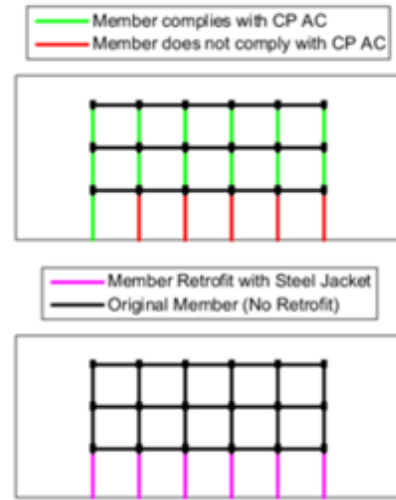 Member complies with CP AC
Member does not comply with CP AC
Member Retrofit with Steel Jacket
Original Member (No Retrofit)